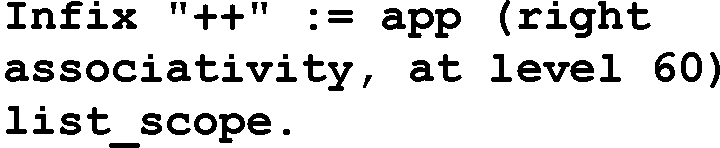 Infix "++" := app (right
associativity, at level 60)
list_scope.